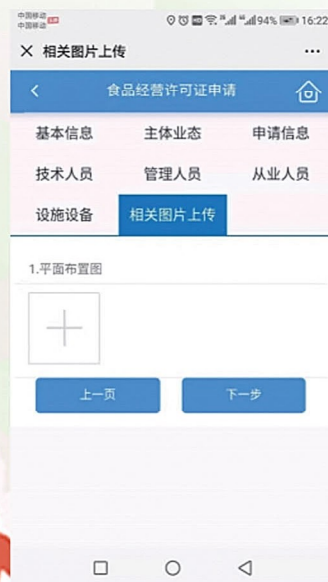 中国移动
中国移动
94% 16:22
相关图片上传
食品经营许可证申请
基本信息 主体业态 申请信息
技术人员 管理人员 从业人员
设施设备 相关图片上传
1.平面布置图
上一页 下一步